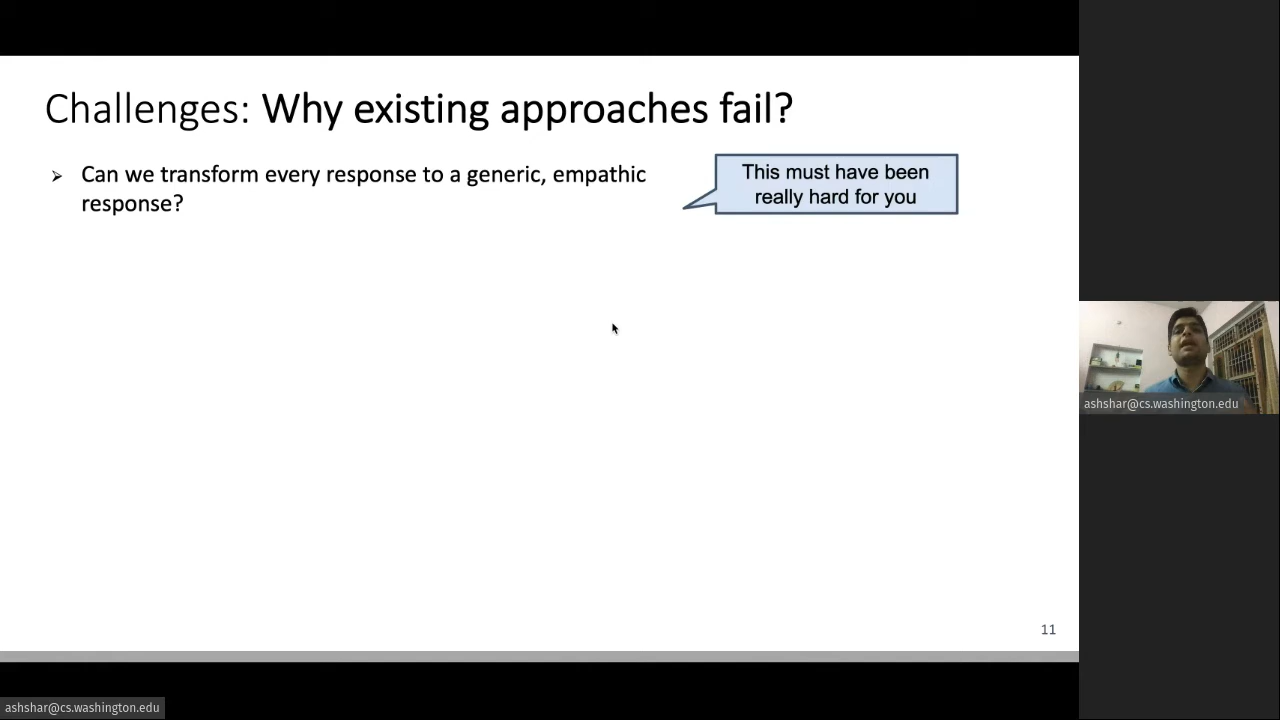 Challenges: Why existing approaches fail?
➢ Can we transform every response to a generic, empathic
response?
This must have been
really hard for you
11
ashshar@cs.washington.edu
ashshar@cs.washington.edu